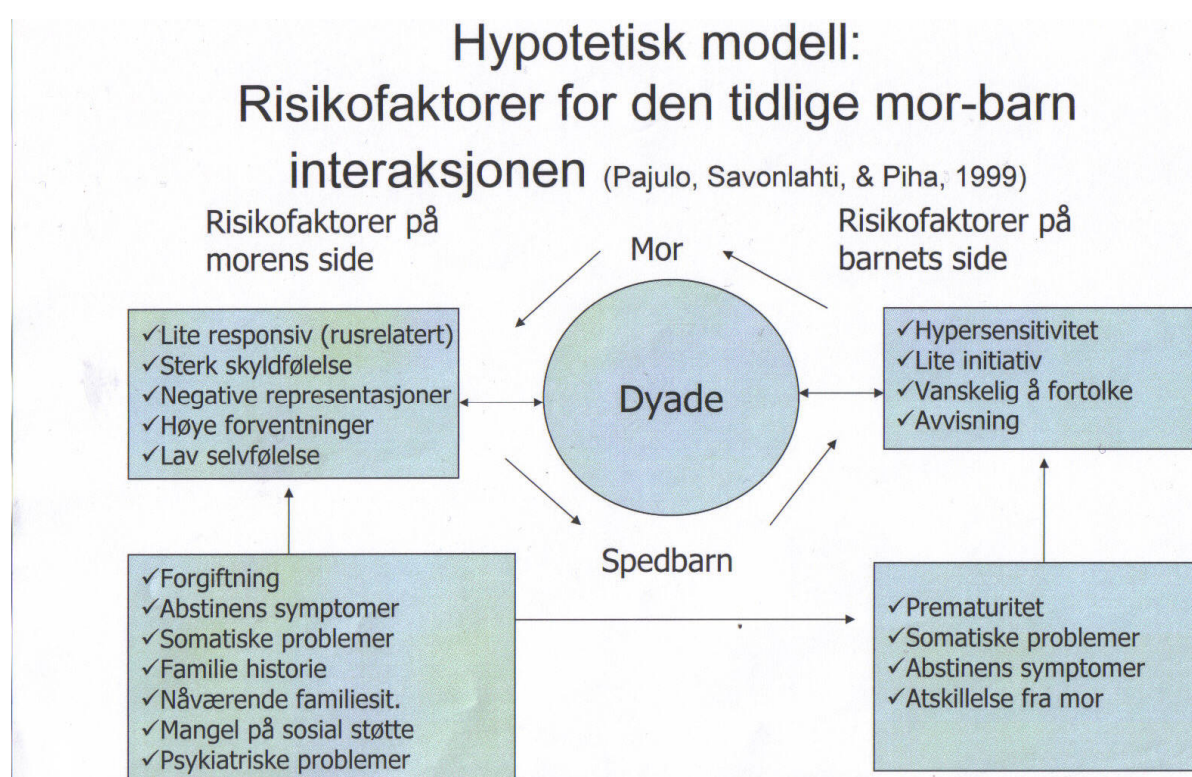 Hypotetisk modell:
Risikofaktorer for den tidlige mor-barn
interaksjonen (Pajulo, Savonlahti, & Piha, 1999)
Risikofaktorer på
morens side
Mor
Risikofaktorer på
barnets side
✓Lite responsiv (rusrelatert)
✓Sterk skyldfølelse
✓Negative representasjoner
✓Høye forventninger
✓Lav selvfølelse
Dyade
✓Hypersensitivitet
✓Lite initiativ
✓Vanskelig å fortolke
✓Avvisning
Spedbarn
✓Forgiftning
✓Abstinens symptomer
✓Somatiske problemer
✓Familie historie
✓Nåværende familiesit.
✓Mangel på sosial støtte
✓Psykiatriske problemer
✓Prematuritet
✓Somatiske problemer
✓Abstinens symptomer
✓Atskillelse fra mor